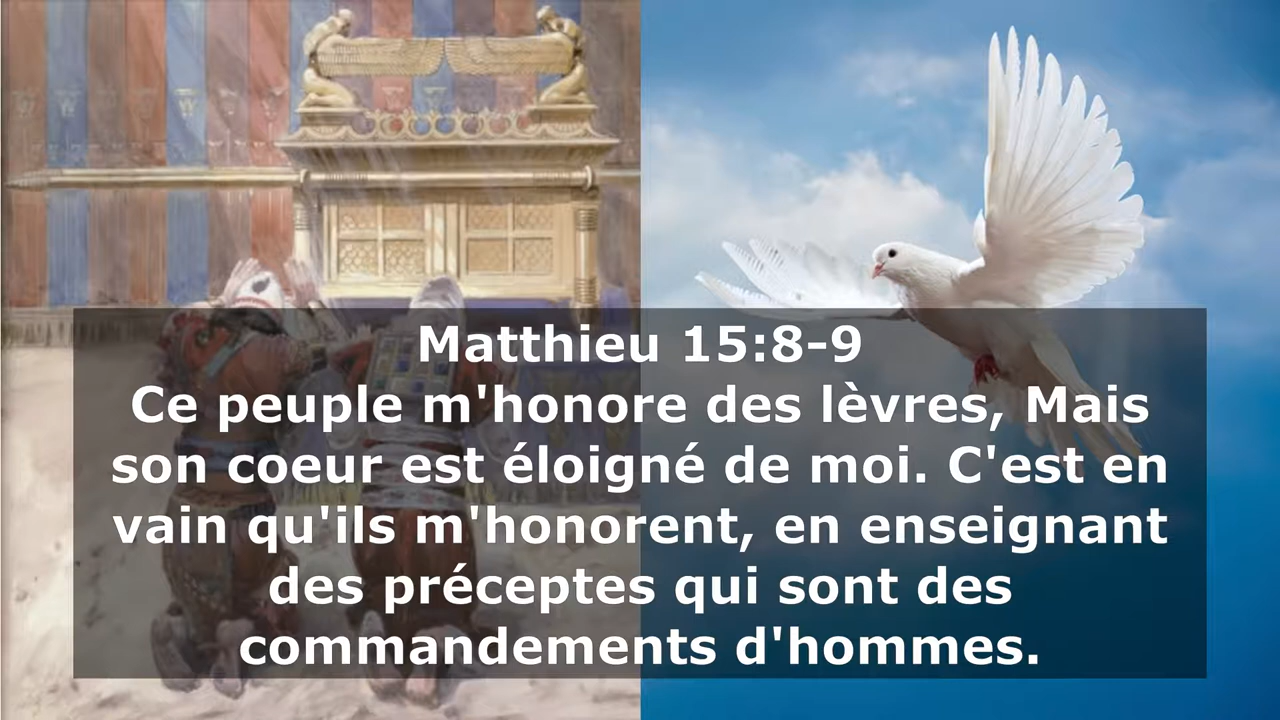 Matthieu 15:8-9
Ce peuple m'honore des lèvres, Mais
son coeur est éloigné de moi. C'est en
vain qu'ils m'honorent, en enseignant
des préceptes qui sont des
commandements d'hommes.